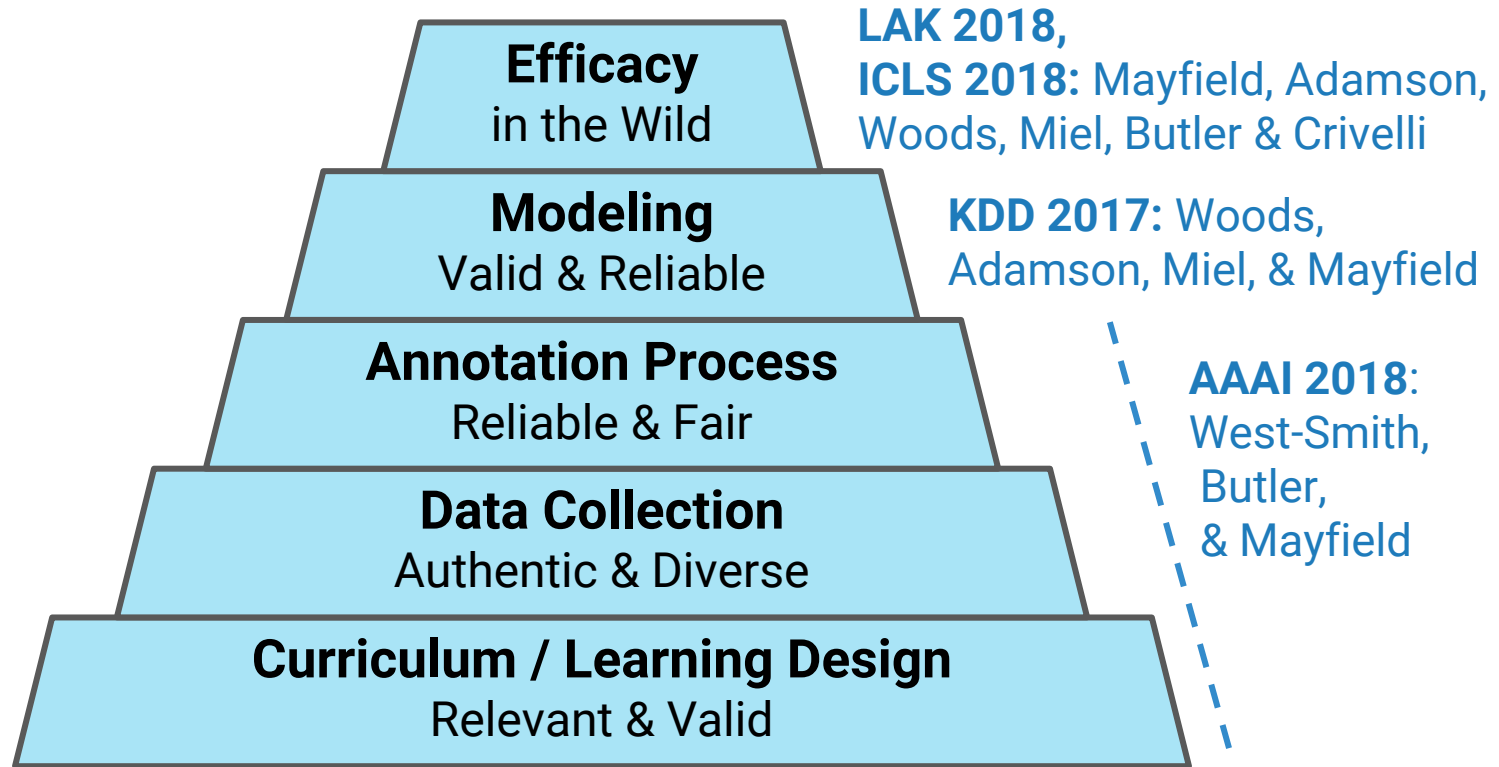 Efficacy
in the Wild
LAK 2018,
ICLS 2018: Mayfield, Adamson,
Woods, Miel, Butler & Crivelli
Modeling
Valid & Reliable
KDD 2017: Woods,
Adamson, Miel, & Mayfield
Annotation Process
Reliable & Fair
AAAI 2018:
West-Smith,
Butler,
& Mayfield
Data Collection
Authentic & Diverse
Curriculum / Learning Design
Relevant & Valid